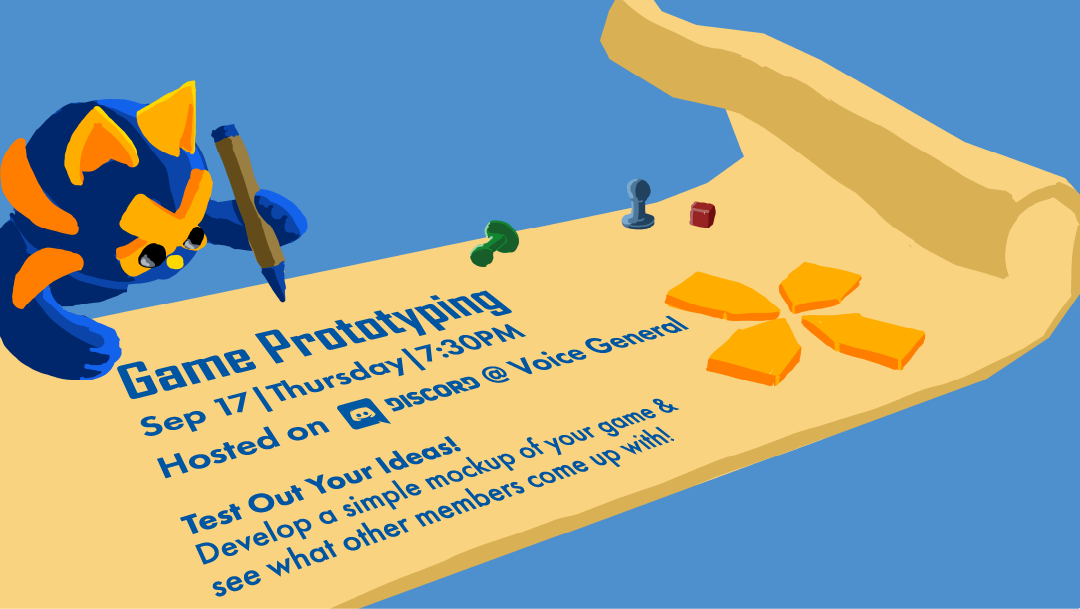 Game Prototyping
Sep 17|Thursday|7:30PM
Hosted on DISCORD @ Voice General
Test Out Your Ideas!
Develop a simple mockup of your game &
see what other members come up with!